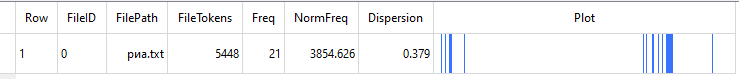 Row FileID FilePath FileTokens Freq NormFreq Dispersion Plot
1 0 риа.txt 5448 21 3854.626 0.379